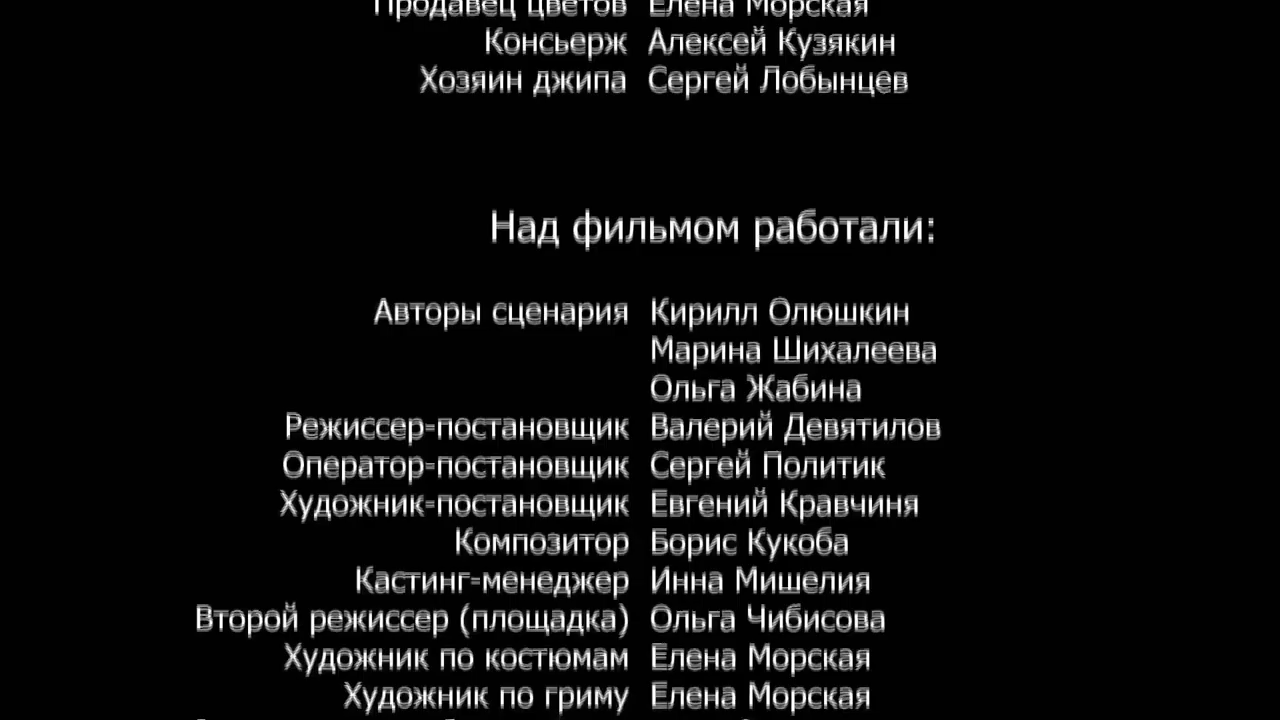 Продавец цветов Елена Морская
Консьерж Алексей Кузякин
Хозяин джипа Сергей Лобынцев
Над фильмом работали:
Авторы сценария Кирилл Олюшкин
Марина Шихалеева
Ольга Жабина
Режиссер-постановщик Валерий Девятилов
Оператор-постановщик Сергей Политик
Художник-постановщик Евгений Кравчиня
Композитор Борис Кукоба
Кастинг-менеджер Инна Мишелия
Второй режиссер (площадка) Ольга Чибисова
Художник по костюмам Елена Морская
Художник по гриму Елена Морская